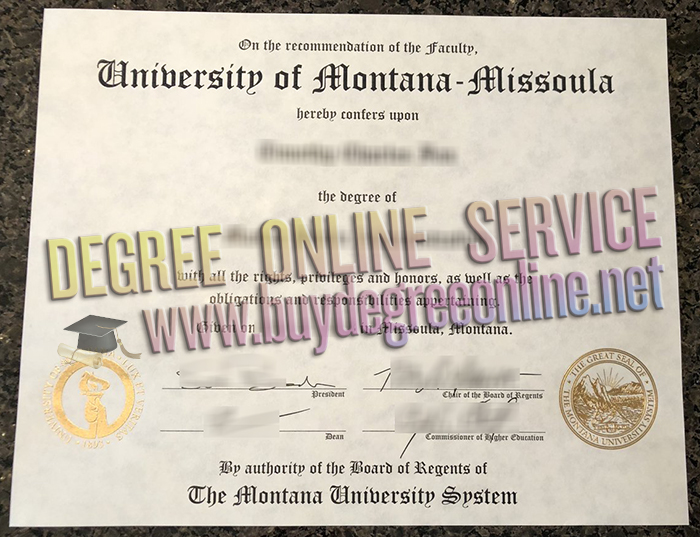 On the recommendation of the Faculty,
University of Montana-Missoula
hereby confers upon
the degree of
DEGREE ONLINE SERVICE
with all the rights, privileges and honors, as well as the
obligations and responsibilities appertaining.
www.buydegreeonline.net
Given on in Missoula, Montana.
President
Chair of the Board of Regents
Dean
Commissioner of Higher Education
THE GREAT SEAL OF
THE MONTANA UNIVERSITY
By authority of the Board of Regents of
The Montana University System